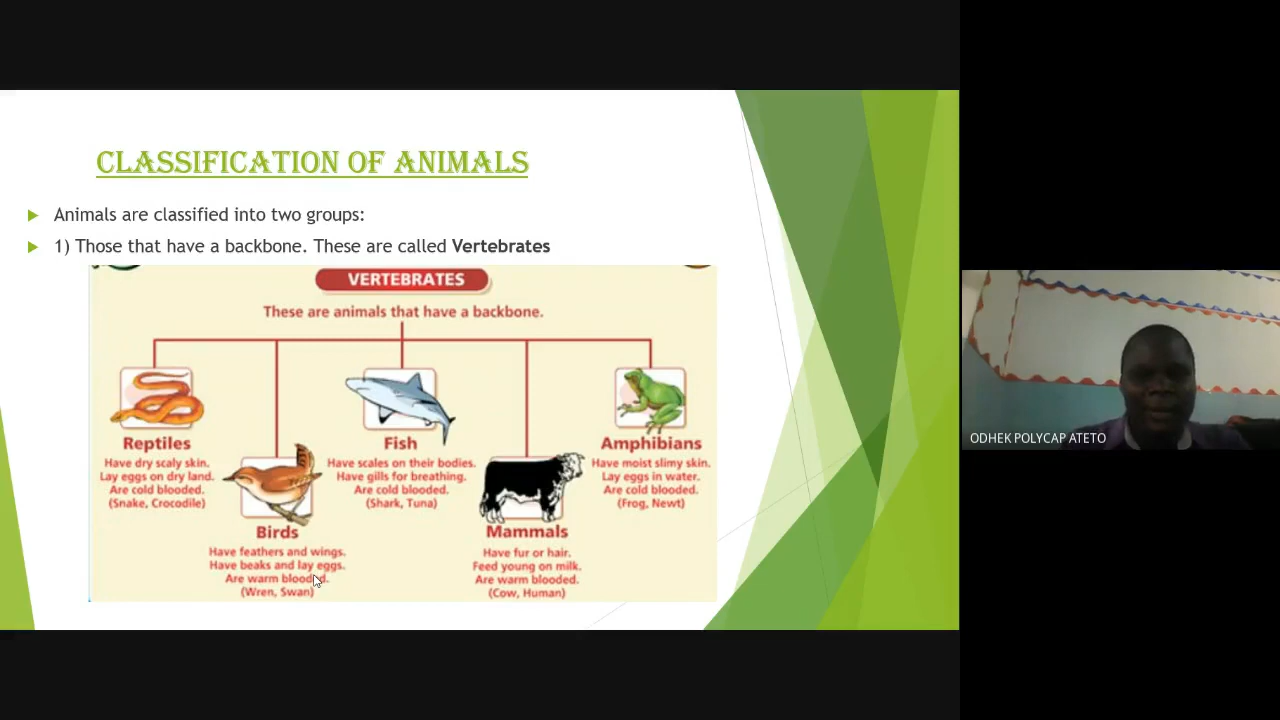 CLASSIFICATION OF ANIMALS
Animals are classified into two groups:
1) Those that have a backbone. These are called Vertebrates
VERTEBRATES
These are animals that have a backbone.
Reptiles
Have dry scaly skin.
Lay eggs on dry land.
Are cold blooded.
(Snake, Crocodile)
Birds
Have feathers and wings.
Have beaks and lay eggs.
Are warm blooded.
(Wren, Swan)
Fish
Have scales on their bodies.
Have gills for breathing.
Are cold blooded.
(Shark, Tuna)
Mammals
Have fur or hair.
Feed young on milk.
Are warm blooded.
(Cow, Human)
Amphibians
Have moist slimy skin.
Lay eggs in water.
Are cold blooded.
(Frog, Newt)
ODHEK POLYCAP ATETO